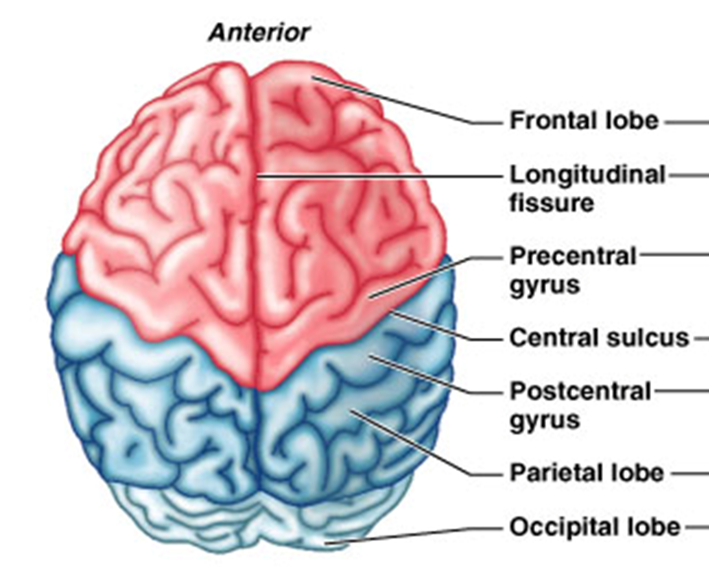 Anterior
Frontal lobe
Longitudinal
fissure
Precentral
gyrus
Central sulcus
Postcentral
gyrus
Parietal lobe
Occipital lobe